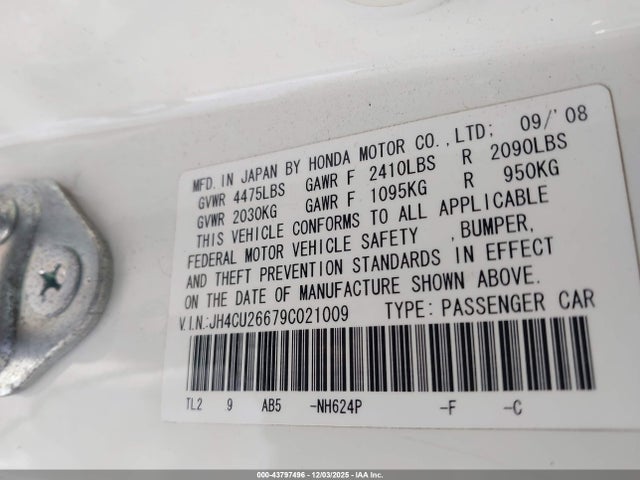 MFD. IN JAPAN BY HONDA MOTOR CO., LTD; 09/'08
GVWR 4475LBS GAWR F 2410LBS R 2090LBS
GVWR 2030KG GAWR F 1095KG R 950KG
THIS VEHICLE CONFORMS TO ALL APPLICABLE
FEDERAL MOTOR VEHICLE SAFETY , BUMPER,
AND THEFT PREVENTION STANDARDS IN EFFECT
ON THE DATE OF MANUFACTURE SHOWN ABOVE.
V.I.N.:JH4CU26679C021009 TYPE: PASSENGER CAR
TL2 9 AB5 -NH624P -F -C
000-43797496 - 12/03/2025 - IAA Inc.